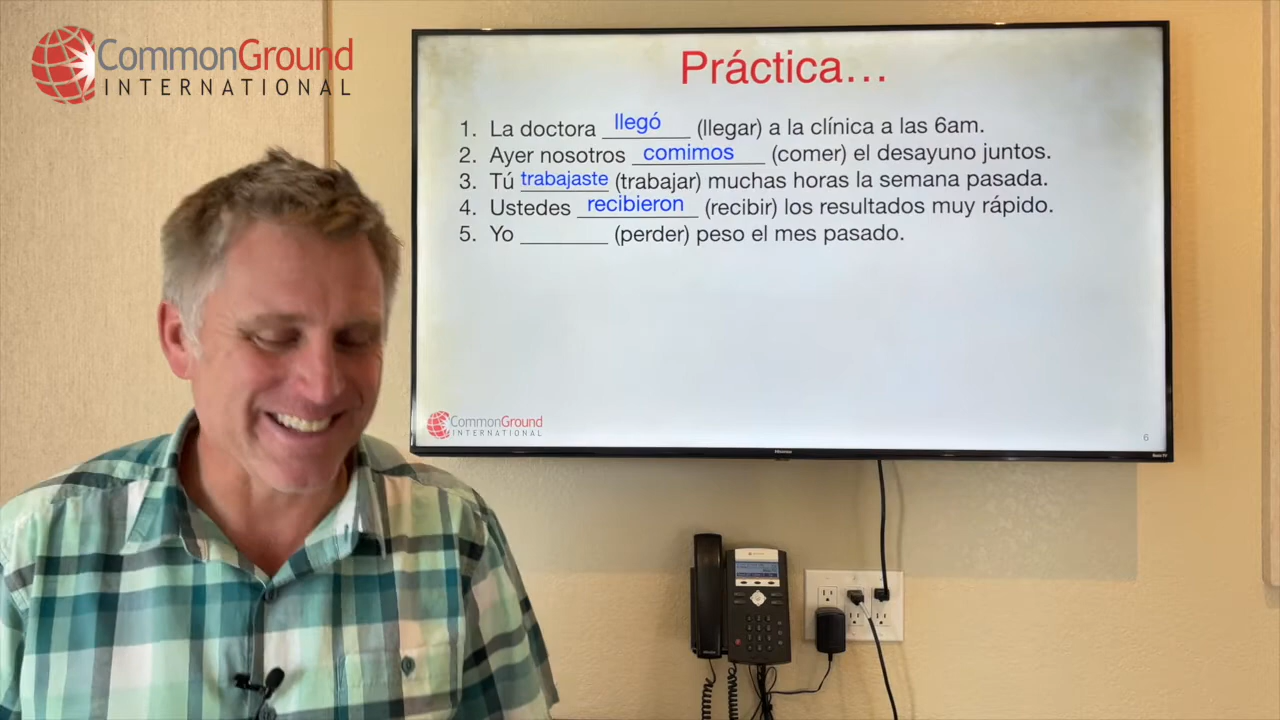 CommonGround
INTERNATIONAL
Práctica...
1. La doctora llegó (llegar) a la clínica a las 6am.
2. Ayer nosotros comimos (comer) el desayuno juntos.
3. Tú trabajaste (trabajar) muchas horas la semana pasada.
4. Ustedes recibieron (recibir) los resultados muy rápido.
5. Yo ________ (perder) peso el mes pasado.
CommonGround
INTERNATIONAL
6
Hisense